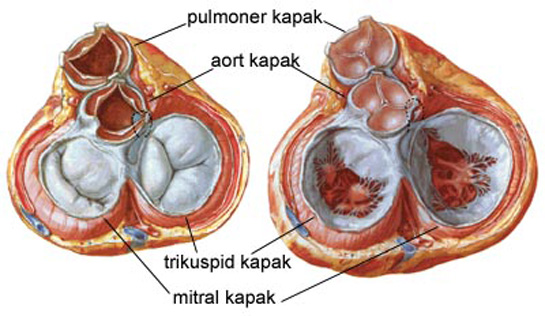 pulmoner kapak
aort kapak
trikuspid kapak
mitral kapak